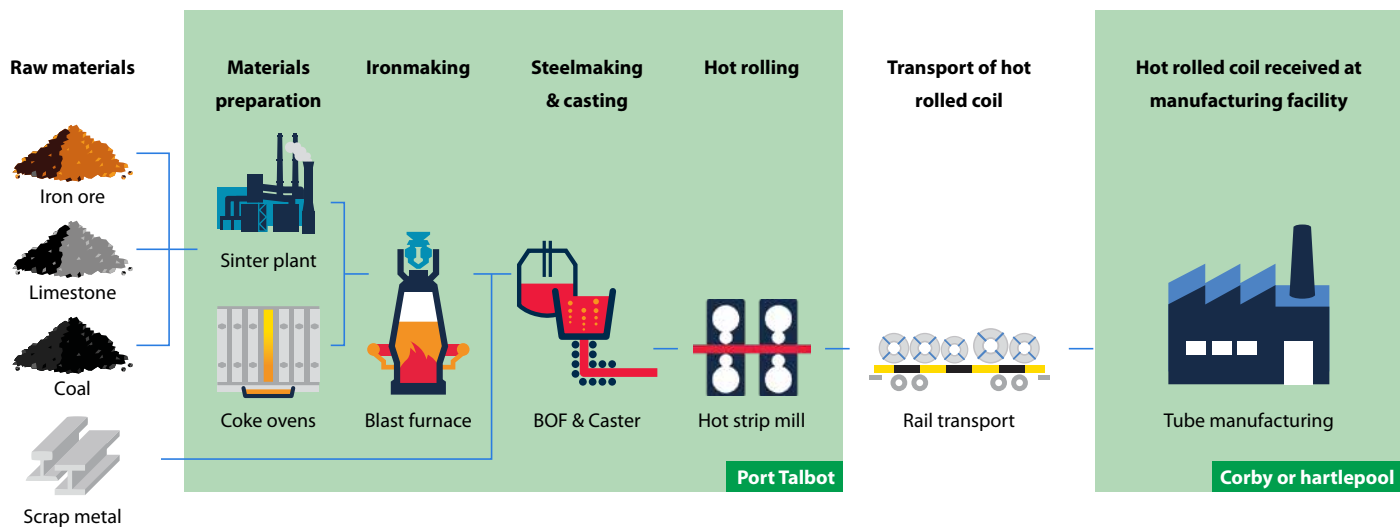 Raw materials
Materials
preparation
Ironmaking
Steelmaking
& casting
Hot rolling
Transport of hot
rolled coil
Hot rolled coil received at
manufacturing facility
Iron ore
Limestone
Coal
Scrap metal
Sinter plant
Coke ovens
Blast furnace
BOF & Caster
Hot strip mill
Rail transport
Tube manufacturing
Port Talbot
Corby or hartlepool